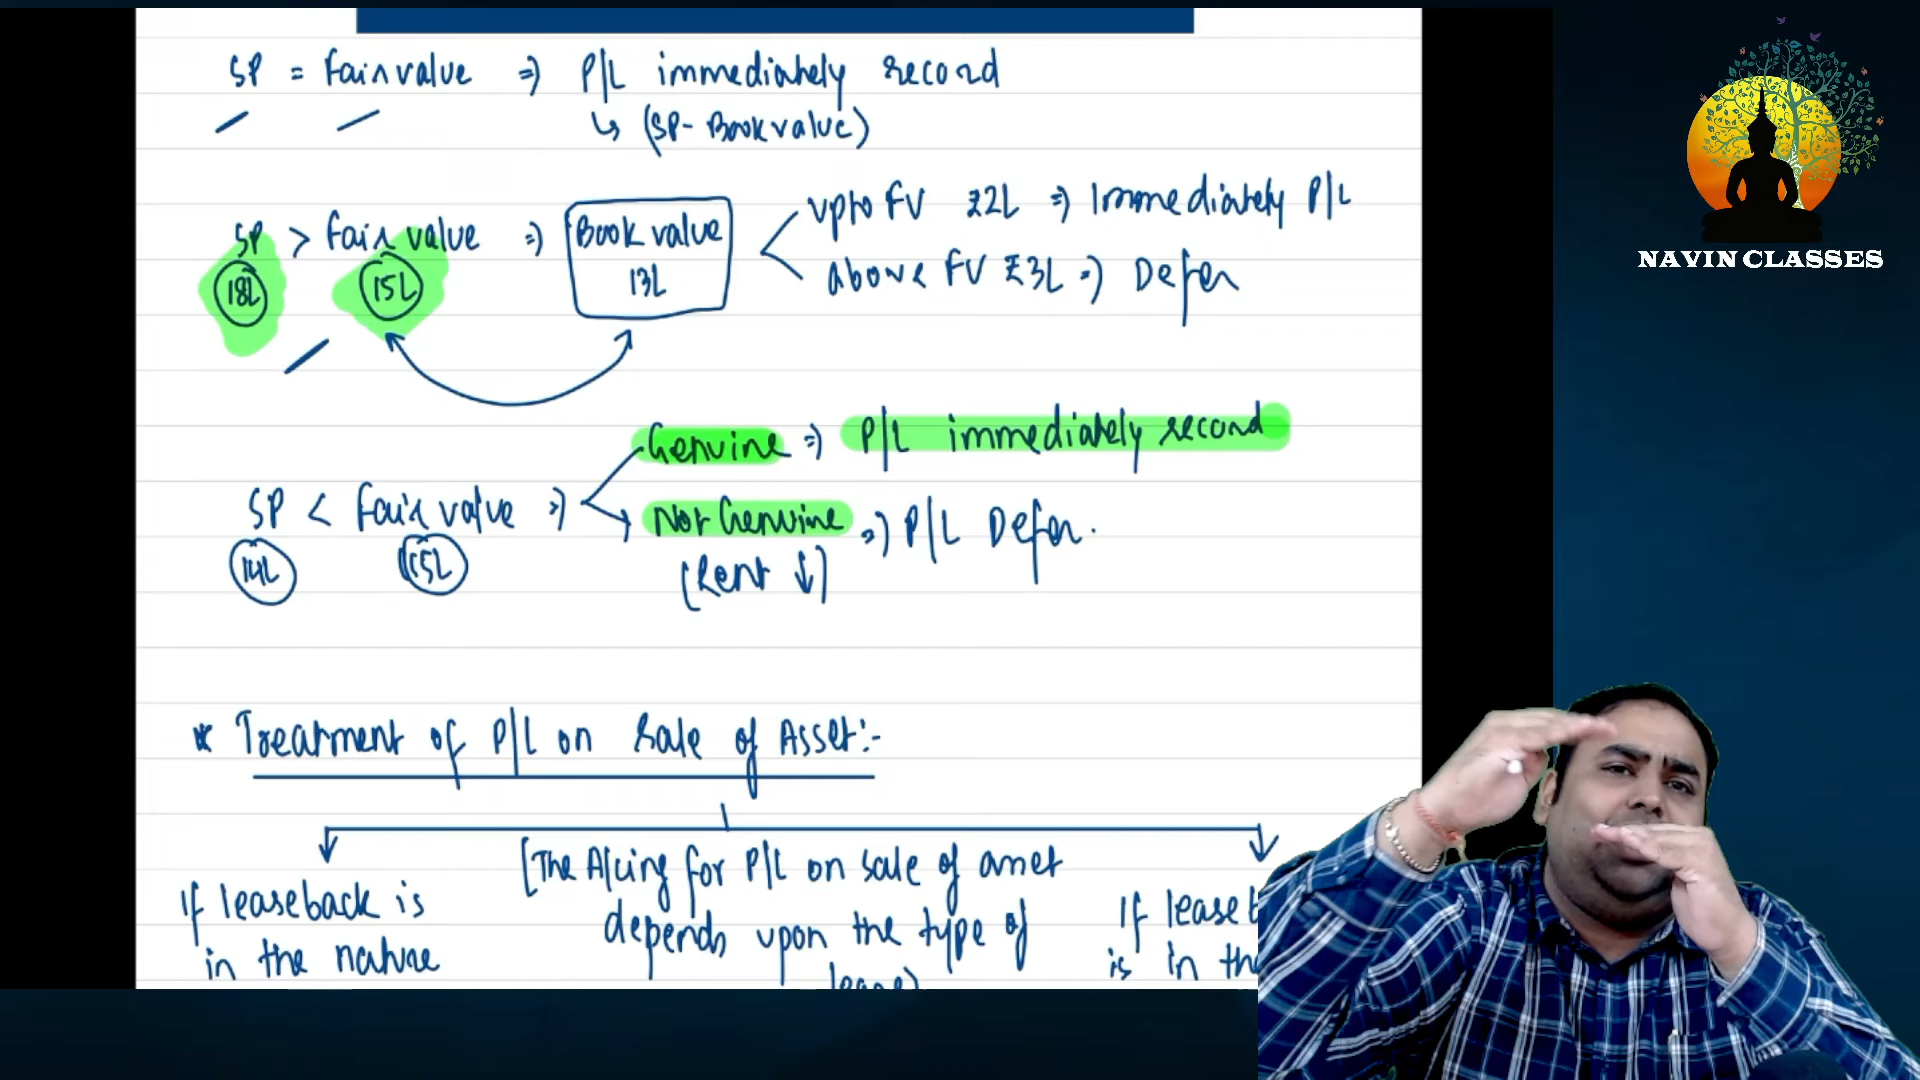 SP = Fair value ⇒ P/L immediately record
↳ (SP - Book value)
SP > Fair value ⇒ Book value
18L 15L 13L
upto FV ₹2L ⇒ Immediately P/L
above FV ₹3L ⇒ Defer
SP < Fair value ⇒
14L 15L
Genuine ⇒ P/L immediately record
Not Genuine ⇒ P/L Defer.
(Rent ↓)
* Treatment of P/L on Sale of Asset:-
If leaseback is
in the nature
[The A/cing for P/L on sale of asset
depends upon the type of
lease]
If lease
is in the
NAVIN CLASSES